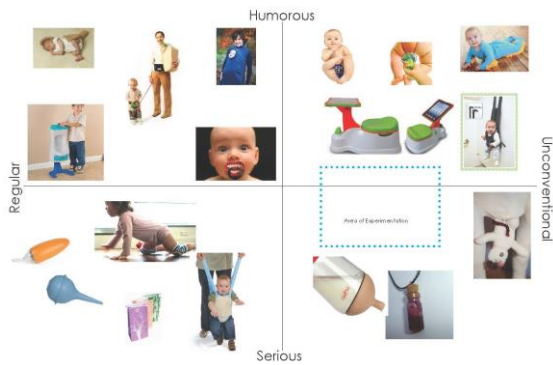 Humorous
Regular
Unconventional
Area of Experimentation
Serious